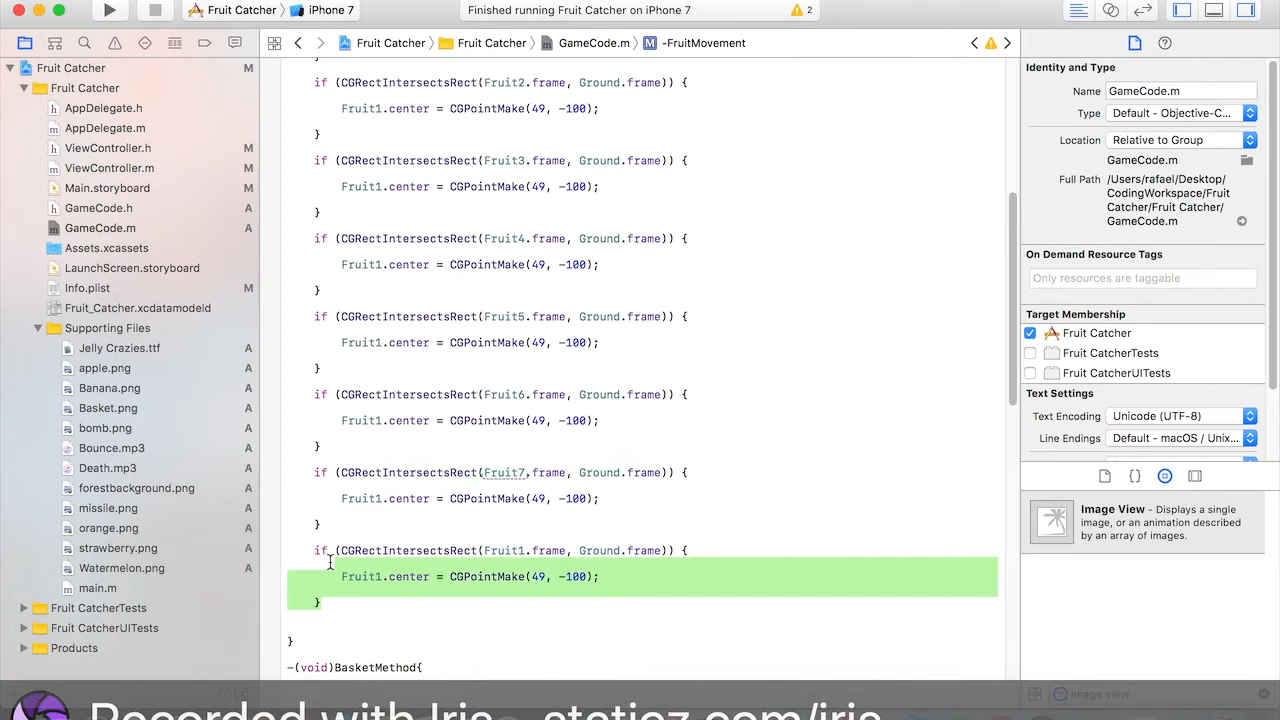 Fruit Catcher iPhone 7 Finished running Fruit Catcher on iPhone 7 2
Fruit Catcher Fruit Catcher GameCode.m M -FruitMovement
Fruit Catcher M
Fruit Catcher
h AppDelegate.h
m AppDelegate.m
h ViewController.h M
m ViewController.m M
Main.storyboard M
h GameCode.h A
m GameCode.m A
Assets.xcassets
LaunchScreen.storyboard
Info.plist M
Fruit_Catcher.xcdatamodeld
Supporting Files
Jelly Crazies.ttf A
apple.png A
Banana.png A
Basket.png A
bomb.png A
Bounce.mp3 A
Death.mp3 A
forestbackground.png A
missile.png A
orange.png A
strawberry.png A
Watermelon.png A
m main.m
Fruit CatcherTests
Fruit CatcherUITests
Products
}
if (CGRectIntersectsRect(Fruit2.frame, Ground.frame)) {
Fruit1.center = CGPointMake(49, -100);
}
if (CGRectIntersectsRect(Fruit3.frame, Ground.frame)) {
Fruit1.center = CGPointMake(49, -100);
}
if (CGRectIntersectsRect(Fruit4.frame, Ground.frame)) {
Fruit1.center = CGPointMake(49, -100);
}
if (CGRectIntersectsRect(Fruit5.frame, Ground.frame)) {
Fruit1.center = CGPointMake(49, -100);
}
if (CGRectIntersectsRect(Fruit6.frame, Ground.frame)) {
Fruit1.center = CGPointMake(49, -100);
}
if (CGRectIntersectsRect(Fruit7.frame, Ground.frame)) {
Fruit1.center = CGPointMake(49, -100);
}
if (CGRectIntersectsRect(Fruit1.frame, Ground.frame)) {
Fruit1.center = CGPointMake(49, -100);
}
}
-(void)BasketMethod{
Identity and Type
Name GameCode.m
Type Default - Objective-C...
Location Relative to Group
GameCode.m
Full Path /Users/rafael/Desktop/
CodingWorkspace/Fruit
Catcher/Fruit Catcher/
GameCode.m
On Demand Resource Tags
Only resources are taggable
Target Membership
Fruit Catcher
Fruit CatcherTests
Fruit CatcherUITests
Text Settings
Text Encoding Unicode (UTF-8)
Line Endings Default - macOS / Unix...
{}
Image View - Displays a single
image, or an animation described
by an array of images.
image view
Recorded with Iris - staticz.com/iris